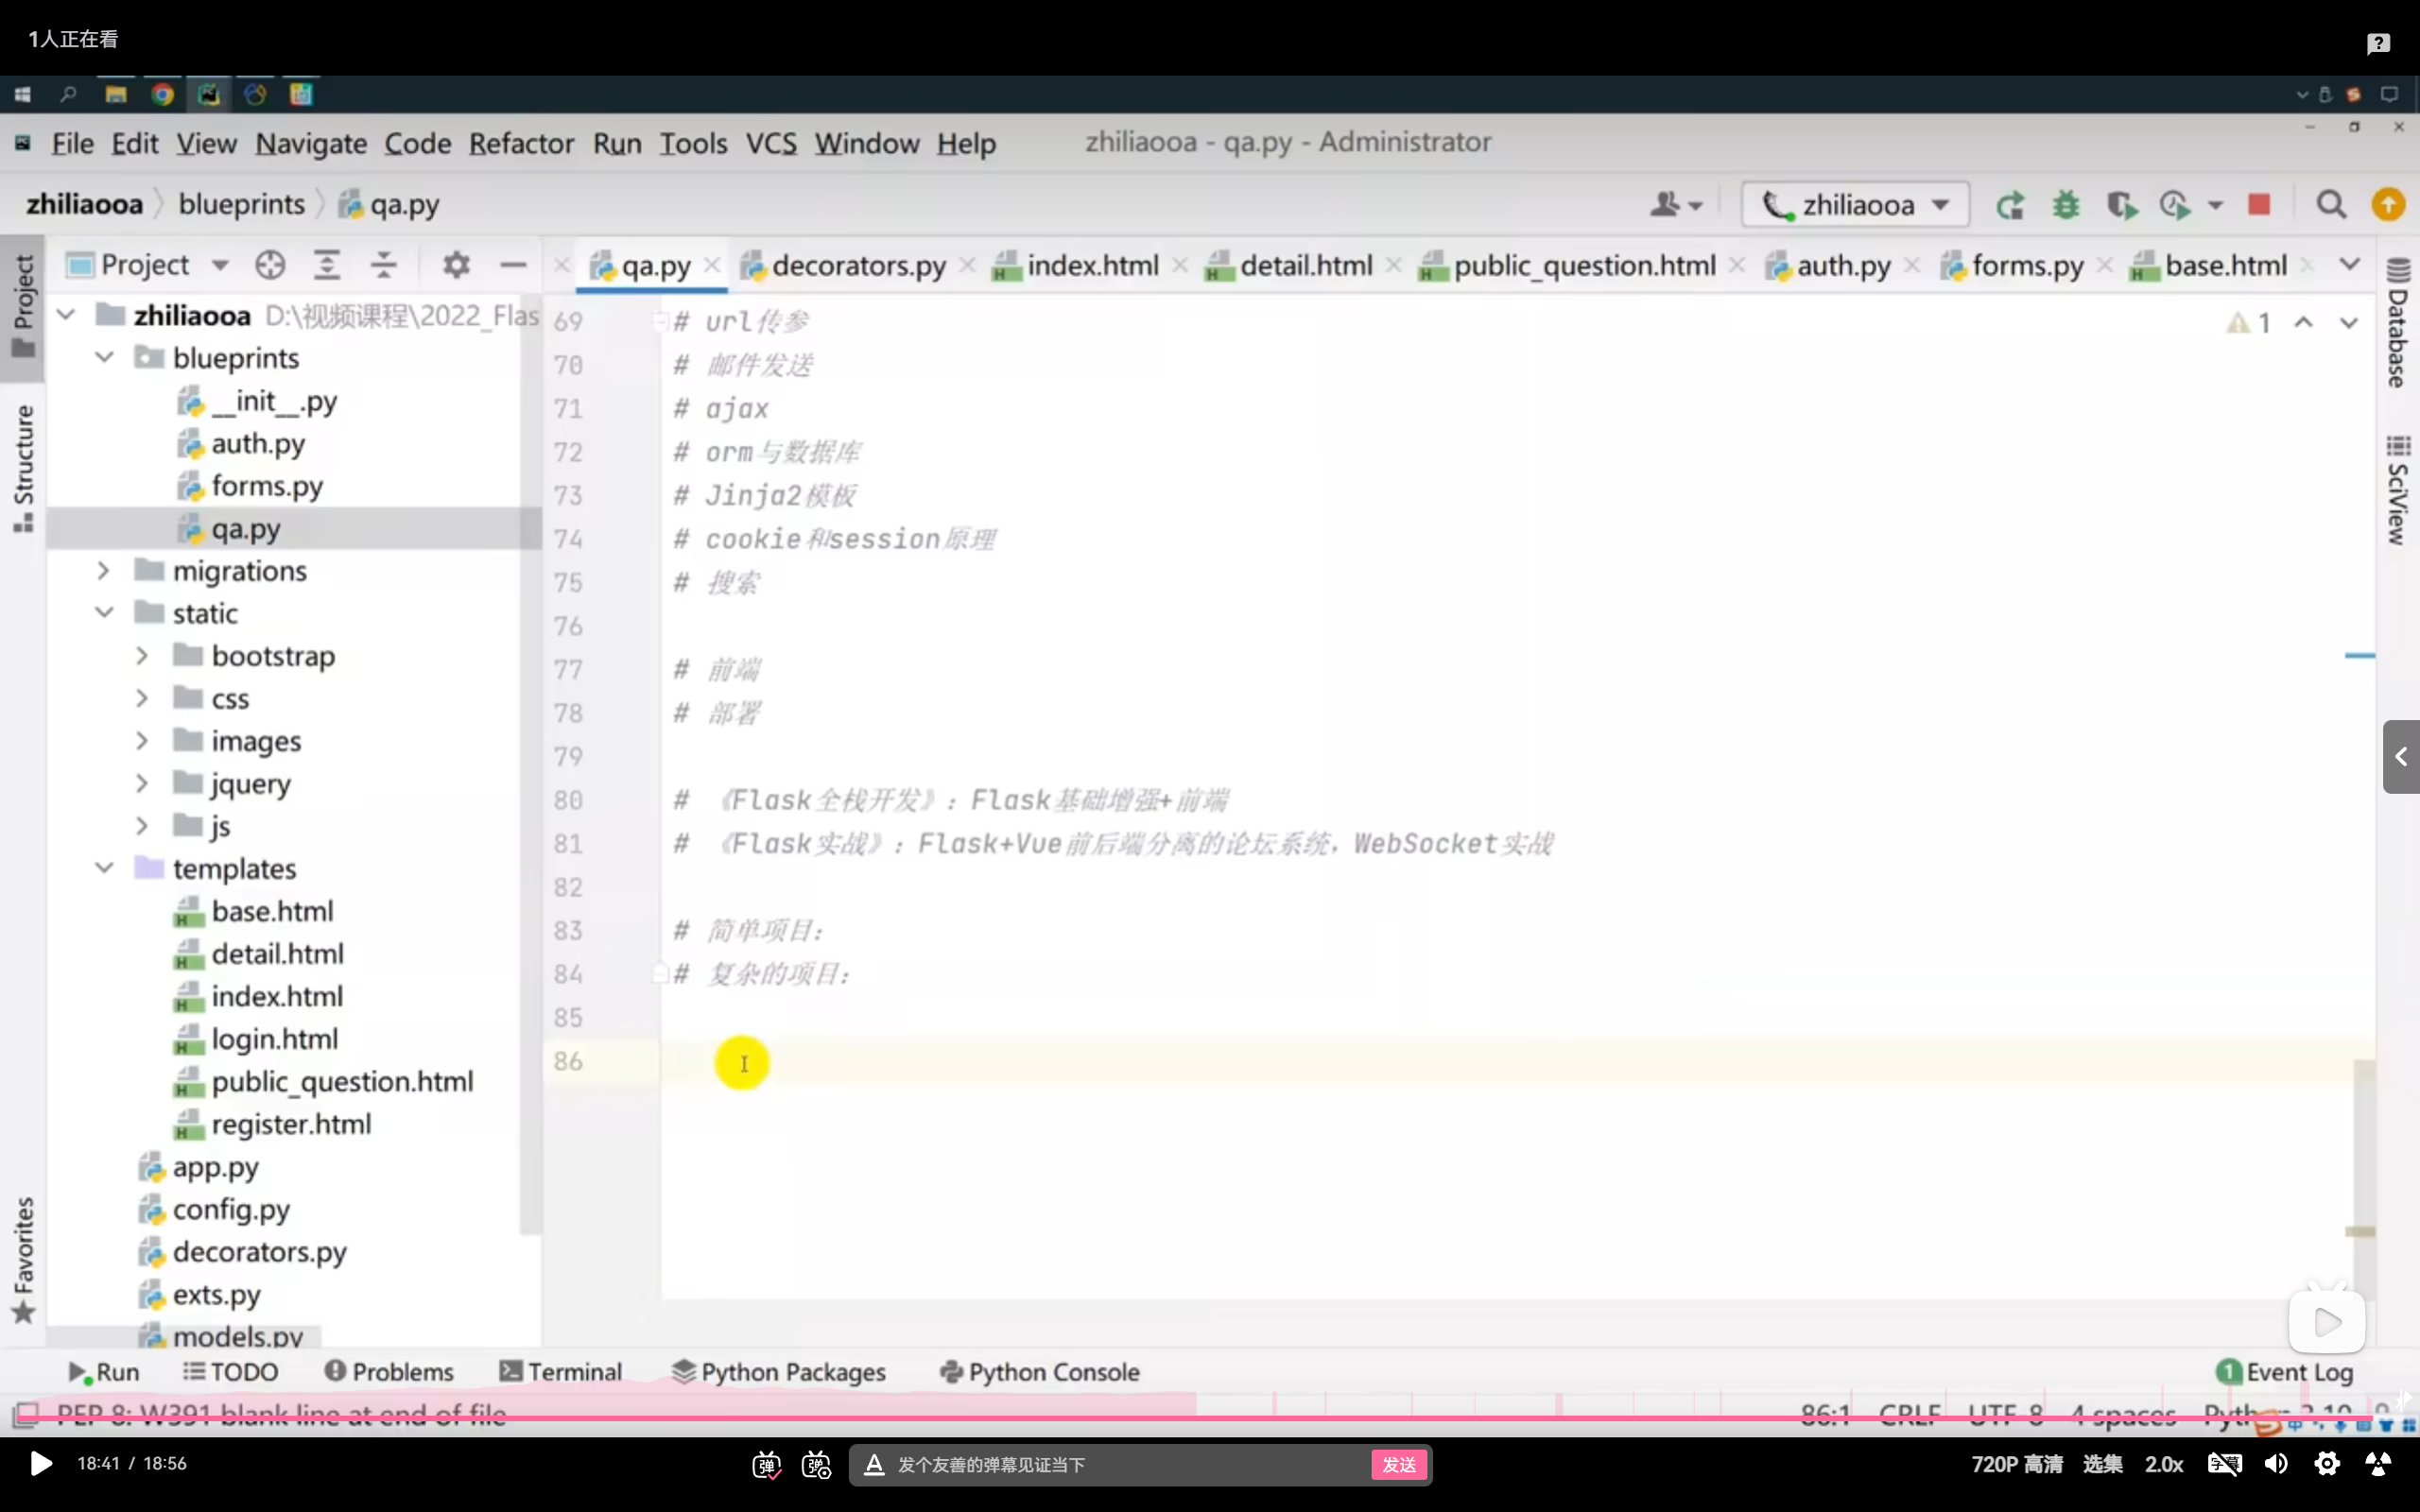 1人正在看
File Edit View Navigate Code Refactor Run Tools VCS Window Help zhiliaooa - qa.py - Administrator
zhiliaooa blueprints qa.py zhiliaooa
Project qa.py decorators.py index.html detail.html public_question.html auth.py forms.py base.html
Project
Structure
Favorites
zhiliaooa D:\视频课程\2022_Flas
blueprints
__init__.py
auth.py
forms.py
qa.py
migrations
static
bootstrap
css
images
jquery
js
templates
base.html
detail.html
index.html
login.html
public_question.html
register.html
app.py
config.py
decorators.py
exts.py
models.py
69 # url传参
70 # 邮件发送
71 # ajax
72 # orm与数据库
73 # Jinja2模板
74 # cookie和session原理
75 # 搜索
76
77 # 前端
78 # 部署
79
80 # 《Flask全栈开发》：Flask基础增强+前端
81 # 《Flask实战》：Flask+Vue前后端分离的论坛系统，WebSocket实战
82
83 # 简单项目：
84 # 复杂的项目：
85
86
1
Database
SciView
Run TODO Problems Terminal Python Packages Python Console 1 Event Log
PEP 8: W391 blank line at end of file 86:1 CRLF UTF-8 4 spaces
18:41 / 18:56 弹 弹 A 发个友善的弹幕见证当下 发送 720P 高清 选集 2.0x 字幕